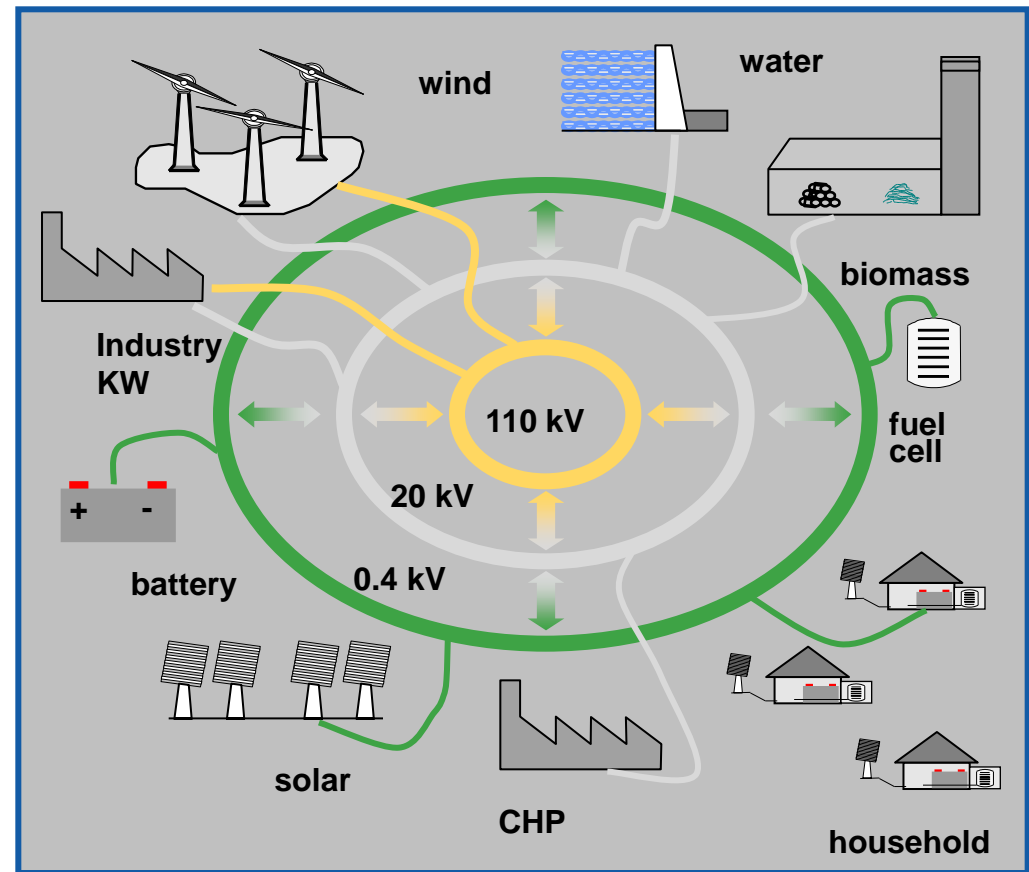 wind
water
biomass
Industry
KW
110 kV
fuel
cell
20 kV
+ -
0.4 kV
battery
solar
CHP
household